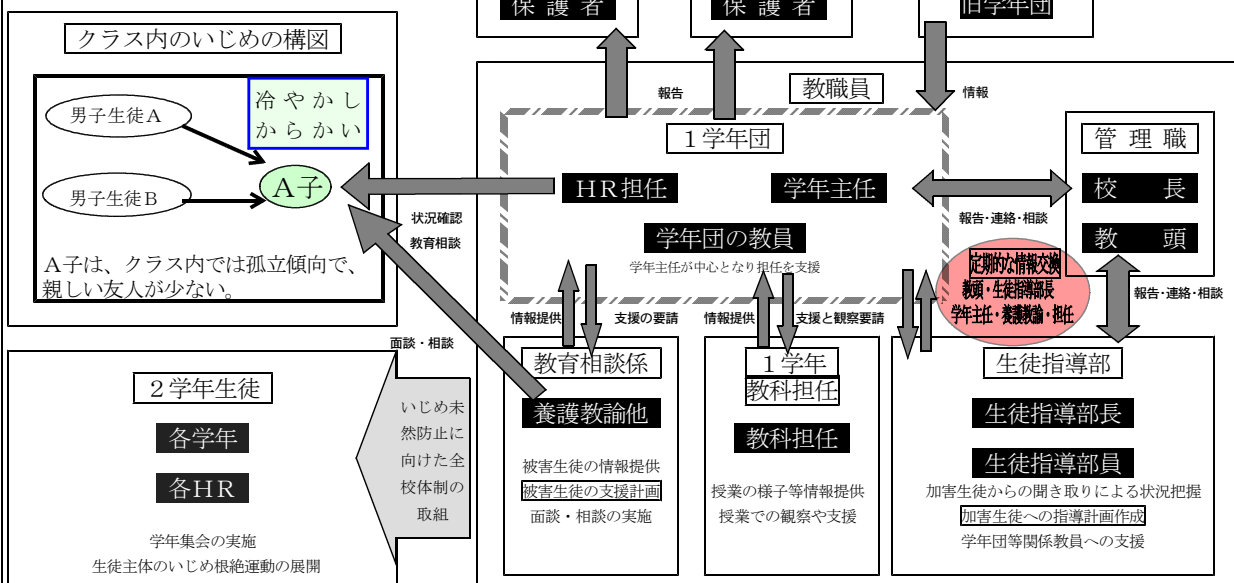 保護者
保護者
旧学年団
クラス内のいじめの構図
冷やかし
からかい
男子生徒A
男子生徒B
A子
A子は、クラス内では孤立傾向で、
親しい友人が少ない。
報告
教職員
情報
1学年団
HR担任
学年主任
学年団の教員
学年主任が中心となり担任を支援
管理職
校長
教頭
状況確認
教育相談
報告・連絡・相談
定期的な情報交換
教頭・生徒指導部長
学年主任・養護教諭・担任
報告・連絡・相談
情報提供
支援の要請
情報提供
支援と観察要請
面談・相談
2学年生徒
各学年
各HR
学年集会の実施
生徒主体のいじめ根絶運動の展開
いじめ未
然防止に
向けた全
校体制の
取組
教育相談係
養護教諭他
被害生徒の情報提供
被害生徒の支援計画
面談・相談の実施
1学年
教科担任
教科担任
授業の様子等情報提供
授業での観察や支援
生徒指導部
生徒指導部長
生徒指導部員
加害生徒からの聞き取りによる状況把握
加害生徒への指導計画作成
学年団等関係教員への支援